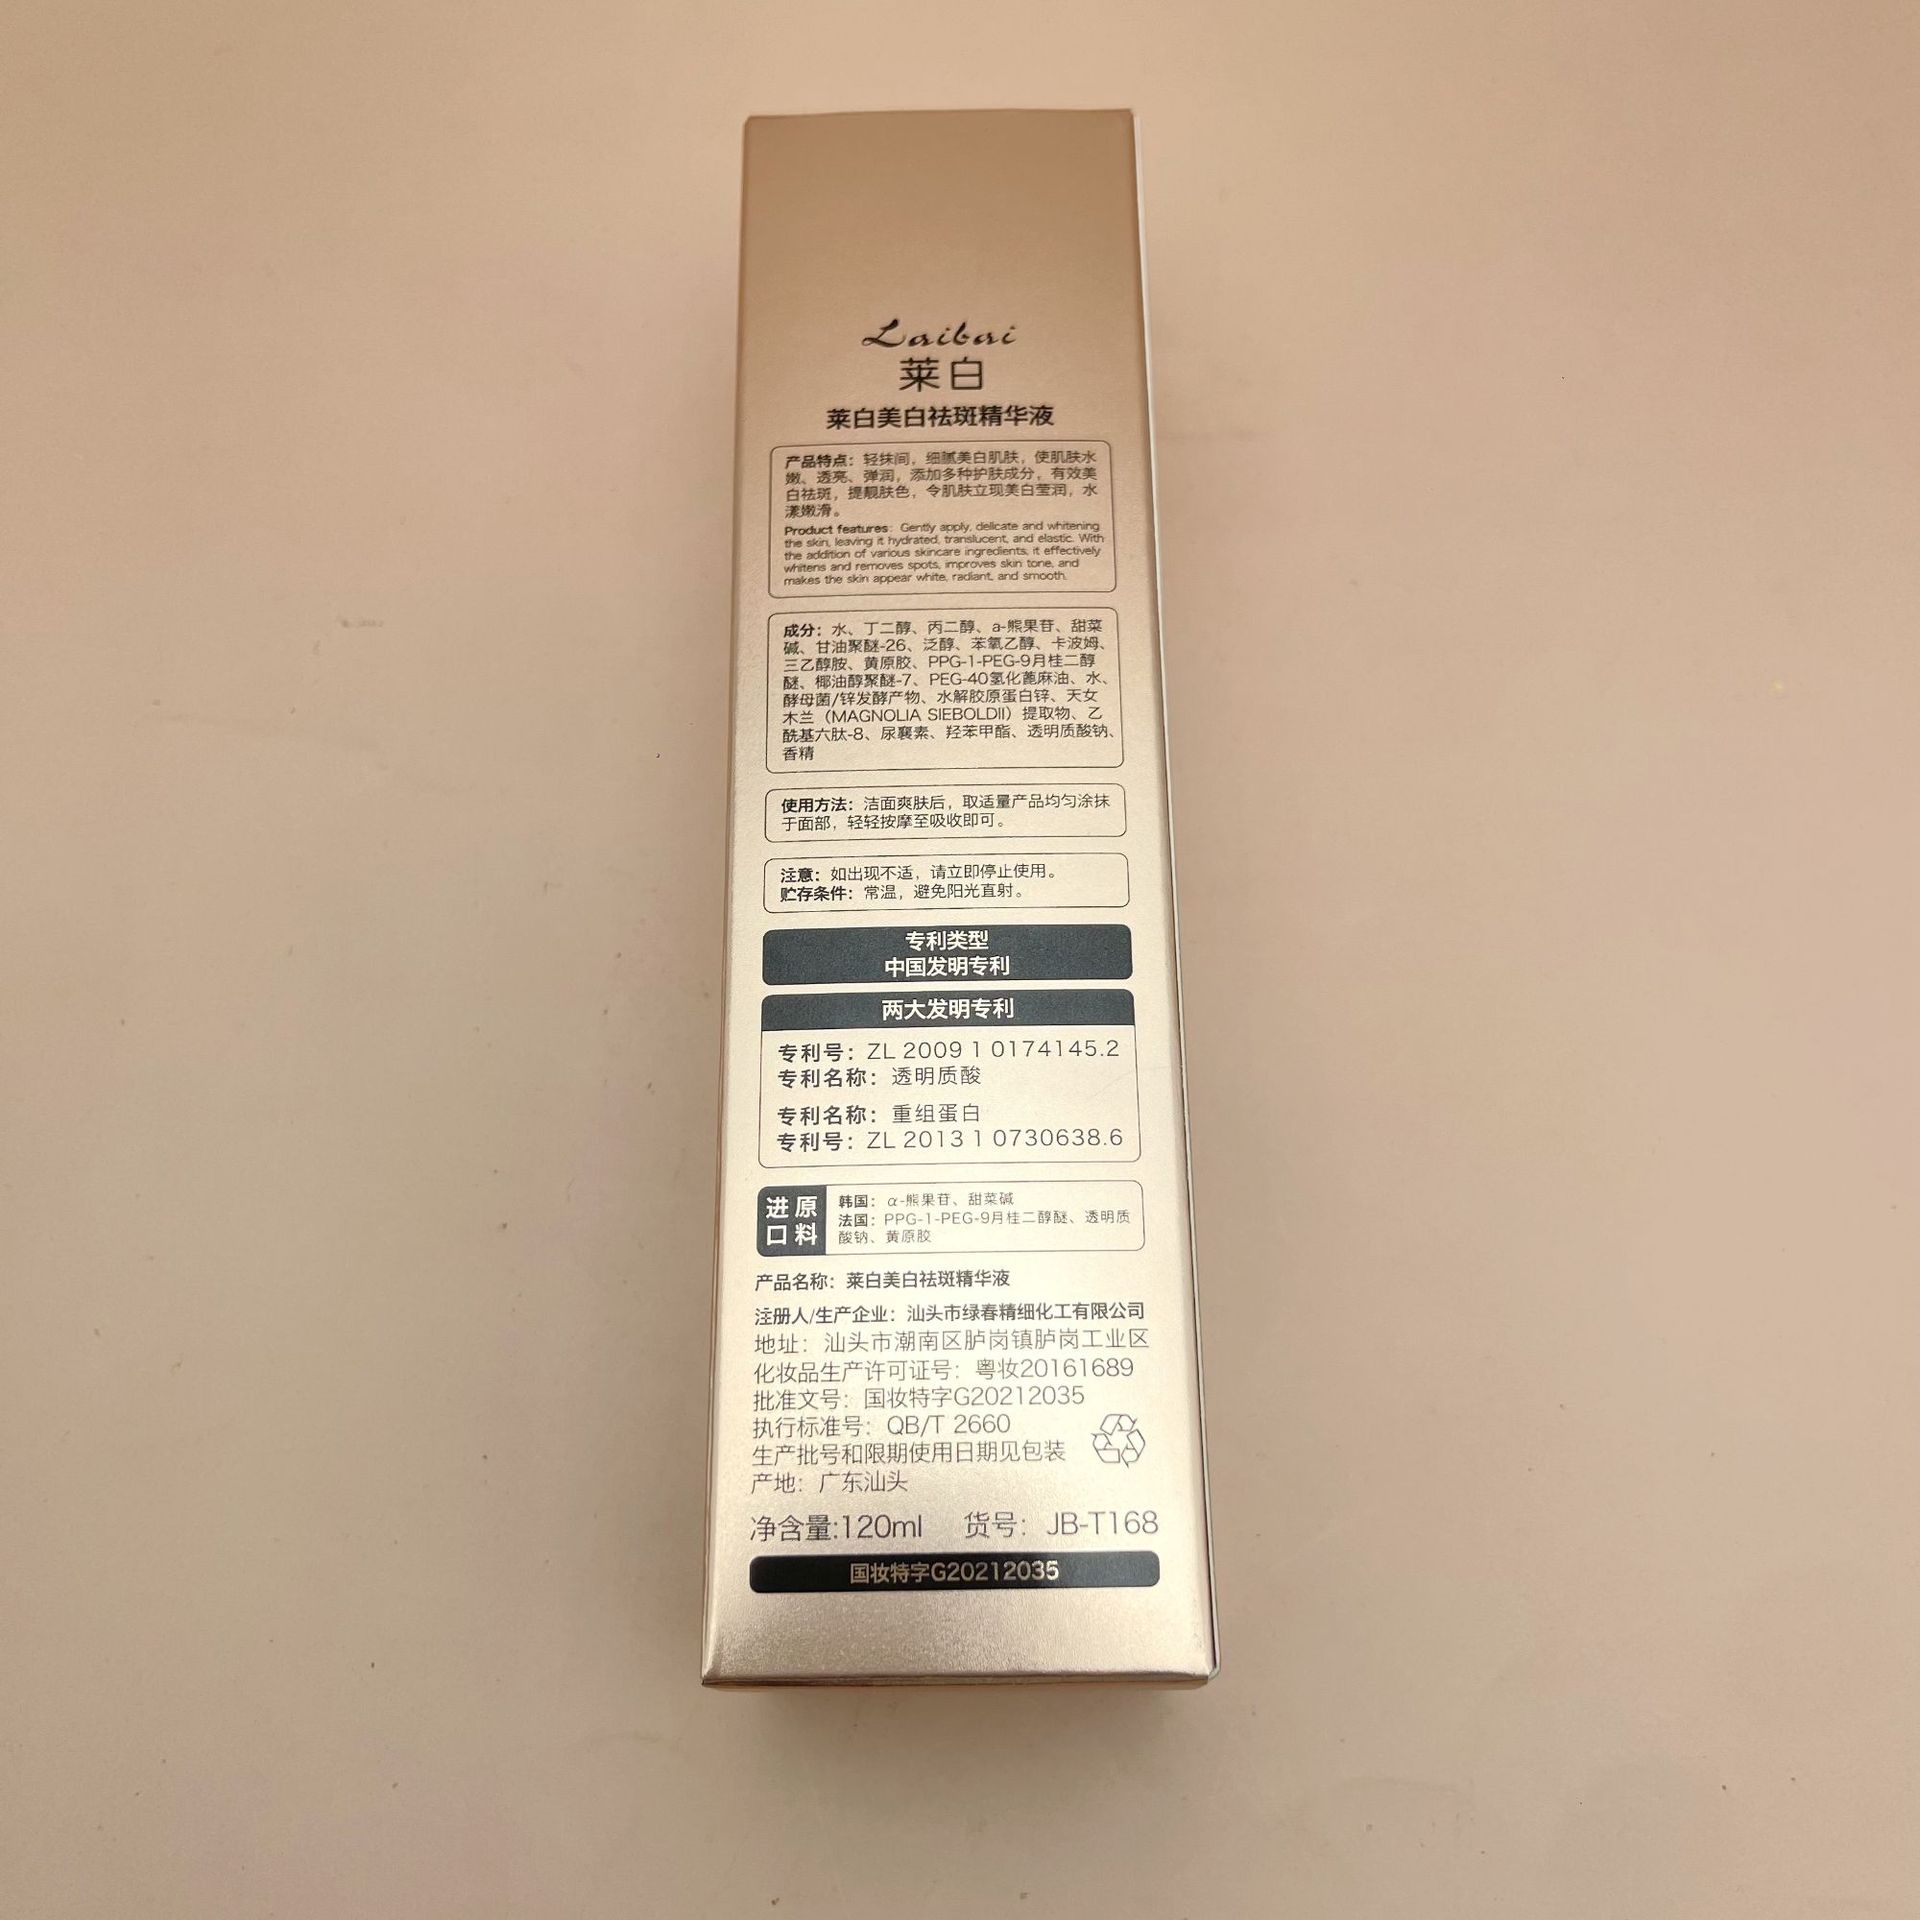 Laibai
莱白
莱白美白祛斑精华液
产品特点：轻抹间，细腻美白肌肤，使肌肤水
嫩、透亮、弹润，添加多种护肤成分，有效美
白祛斑，提靓肤色，令肌肤立现美白莹润，水
漾嫩滑。
Product features: Gently apply, delicate and whitening
the skin, leaving it hydrated, translucent, and elastic. With
the addition of various skincare ingredients, it effectively
whitens and removes spots, improves skin tone, and
makes the skin appear white, radiant, and smooth.
成分：水、丁二醇、丙二醇、a-熊果苷、甜菜
碱、甘油聚醚-26、泛醇、苯氧乙醇、卡波姆、
三乙醇胺、黄原胶、PPG-1-PEG-9月桂二醇
醚、椰油醇聚醚-7、PEG-40氢化蓖麻油、水、
酵母菌/锌发酵产物、水解胶原蛋白锌、天女
木兰（MAGNOLIA SIEBOLDII）提取物、乙
酰基六肽-8、尿囊素、羟苯甲酯、透明质酸钠、
香精
使用方法：洁面爽肤后，取适量产品均匀涂抹
于面部，轻轻按摩至吸收即可。
注意：如出现不适，请立即停止使用。
贮存条件：常温，避免阳光直射。
专利类型
中国发明专利
两大发明专利
专利号：ZL 2009 1 0174145.2
专利名称：透明质酸
专利名称：重组蛋白
专利号：ZL 2013 1 0730638.6
进口原料
韩国：α-熊果苷、甜菜碱
法国：PPG-1-PEG-9月桂二醇醚、透明质
酸钠、黄原胶
产品名称：莱白美白祛斑精华液
注册人/生产企业：汕头市绿春精细化工有限公司
地址：汕头市潮南区胪岗镇胪岗工业区
化妆品生产许可证号：粤妆20161689
批准文号：国妆特字G20212035
执行标准号：QB/T 2660
生产批号和限期使用日期见包装
产地：广东汕头
净含量:120ml 货号：JB-T168
国妆特字G20212035